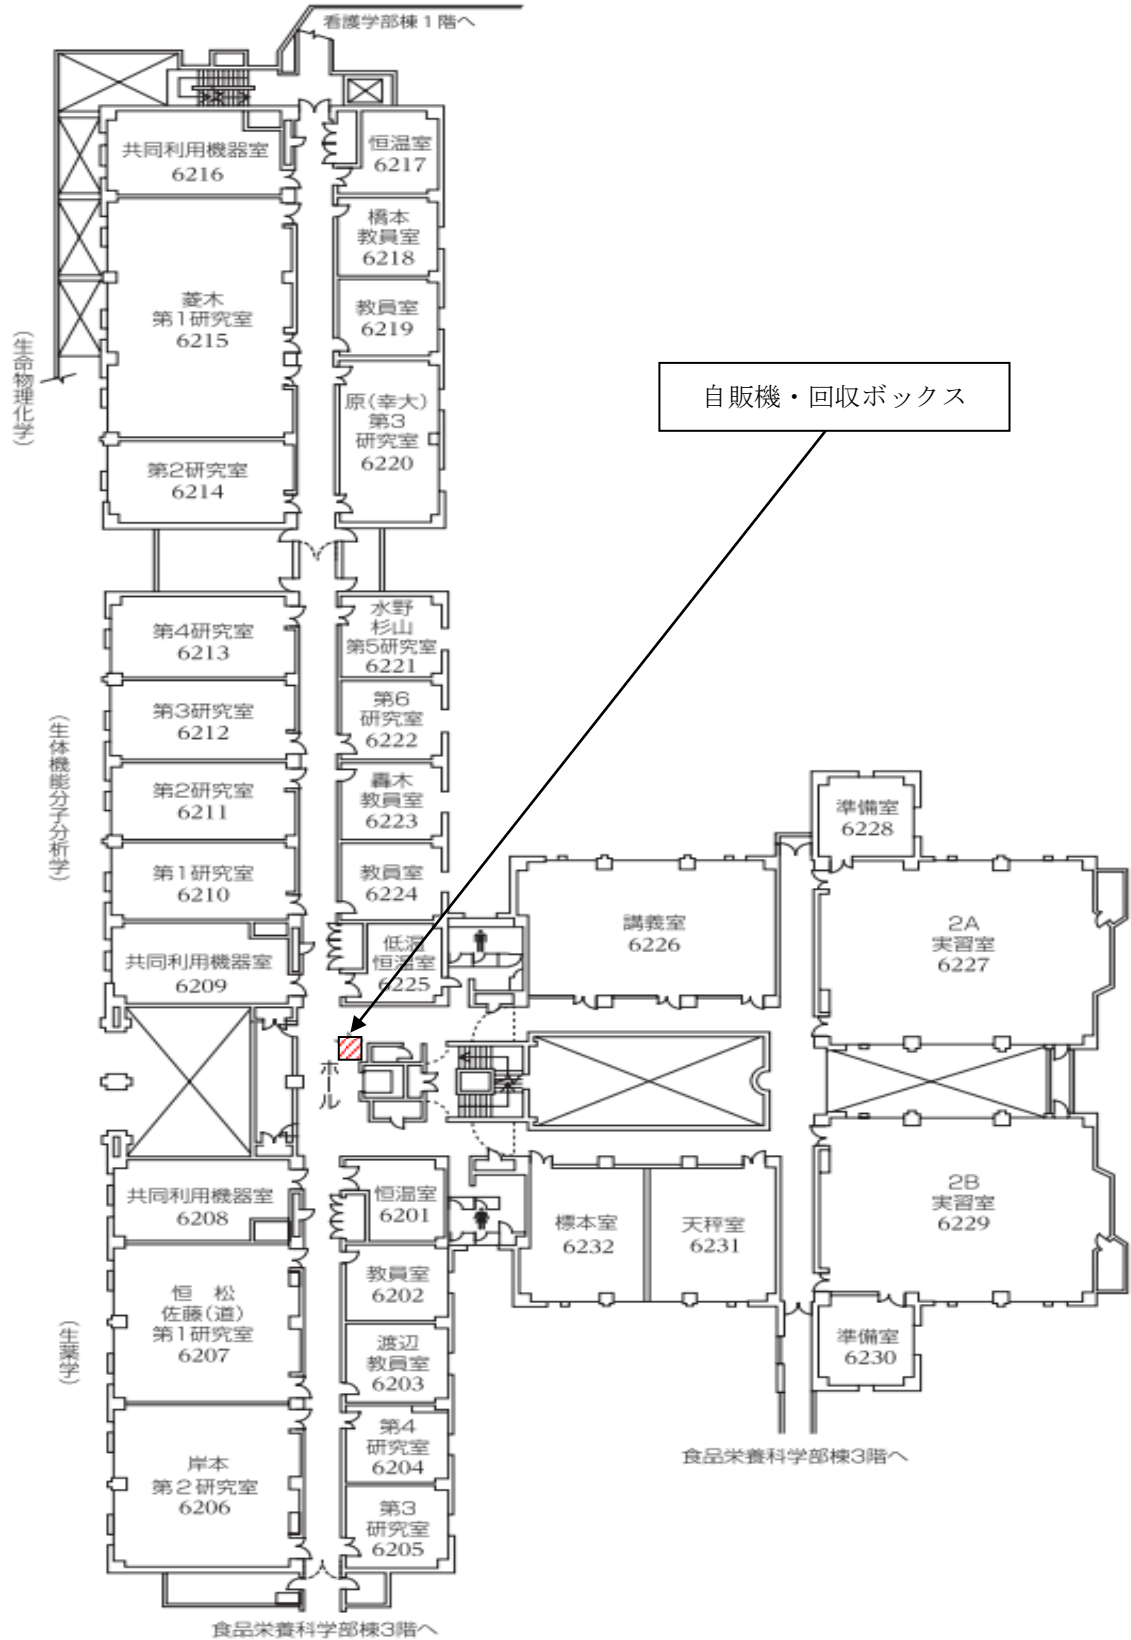 看護学部棟1階へ
共同利用機器室
6216
恒温室
6217
橋本
教員室
6218
教員室
6219
菱木
第1研究室
6215
(生命物理化学)
原(幸大)
第3
研究室
6220
第2研究室
6214
自販機・回収ボックス
第4研究室
6213
水野
杉山
第5研究室
6221
第3研究室
6212
第6
研究室
6222
(生体機能分子分析学)
第2研究室
6211
轟木
教員室
6223
第1研究室
6210
教員室
6224
共同利用機器室
6209
低温
恒温室
6225
講義室
6226
準備室
6228
2A
実習室
6227
ホール
共同利用機器室
6208
恒温室
6201
標本室
6232
天秤室
6231
2B
実習室
6229
準備室
6230
恒 松
佐藤(道)
第1研究室
6207
教員室
6202
渡辺
教員室
6203
(生薬学)
岸本
第2研究室
6206
第4
研究室
6204
第3
研究室
6205
食品栄養科学部棟3階へ
食品栄養科学部棟3階へ